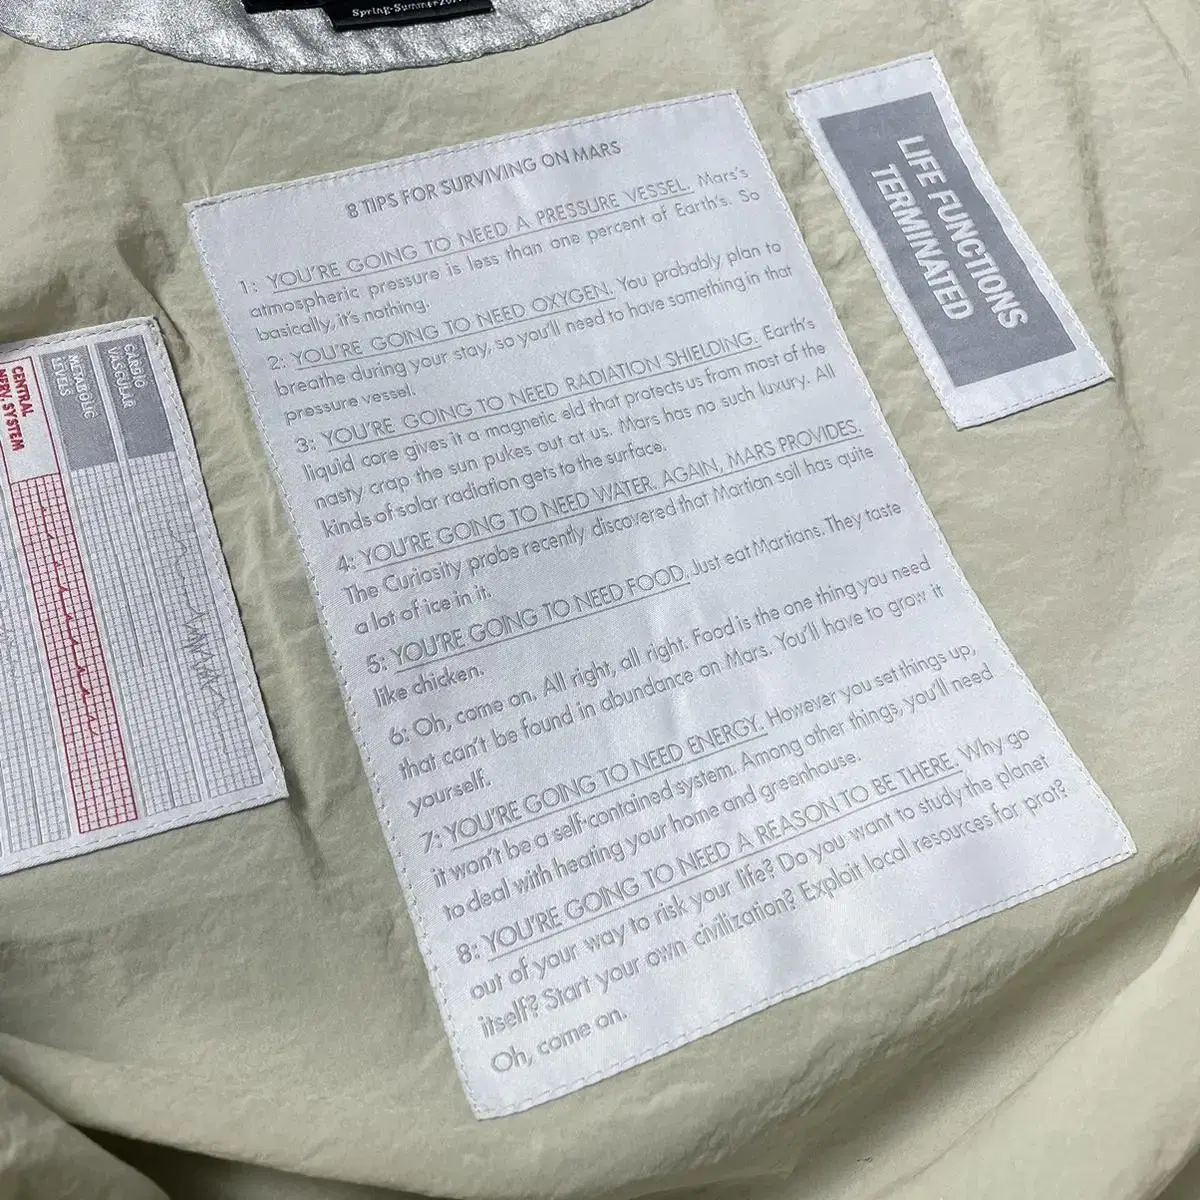 Spring-Summer
8 TIPS FOR SURVIVING ON MARS
1: YOU'RE GOING TO NEED A PRESSURE VESSEL. Mars's
atmospheric pressure is less than one percent of Earth's. So
basically, it's nothing.
2: YOU'RE GOING TO NEED OXYGEN. You probably plan to
breathe during your stay, so you'll need to have something in that
pressure vessel.
3: YOU'RE GOING TO NEED RADIATION SHIELDING. Earth's
liquid core gives it a magnetic eld that protects us from most of the
nasty crap the sun pukes out at us. Mars has no such luxury. All
kinds of solar radiation gets to the surface.
4: YOU'RE GOING TO NEED WATER. AGAIN, MARS PROVIDES.
The Curiosity probe recently discovered that Martian soil has quite
a lot of ice in it.
5: YOU'RE GOING TO NEED FOOD. Just eat Martians. They taste
like chicken.
6: Oh, come on. All right, all right. Food is the one thing you need
that can't be found in abundance on Mars. You'll have to grow it
yourself.
7: YOU'RE GOING TO NEED ENERGY. However you set things up,
it won't be a self-contained system. Among other things, you'll need
to deal with heating your home and greenhouse.
8: YOU'RE GOING TO NEED A REASON TO BE THERE. Why go
out of your way to risk your life? Do you want to study the planet
itself? Start your own civilization? Exploit local resources for prot?
Oh, come on.
LIFE FUNCTIONS
TERMINATED
CARDIO
VASCULAR
METABOLIC
LEVELS
CENTRAL
NERV. SYSTEM